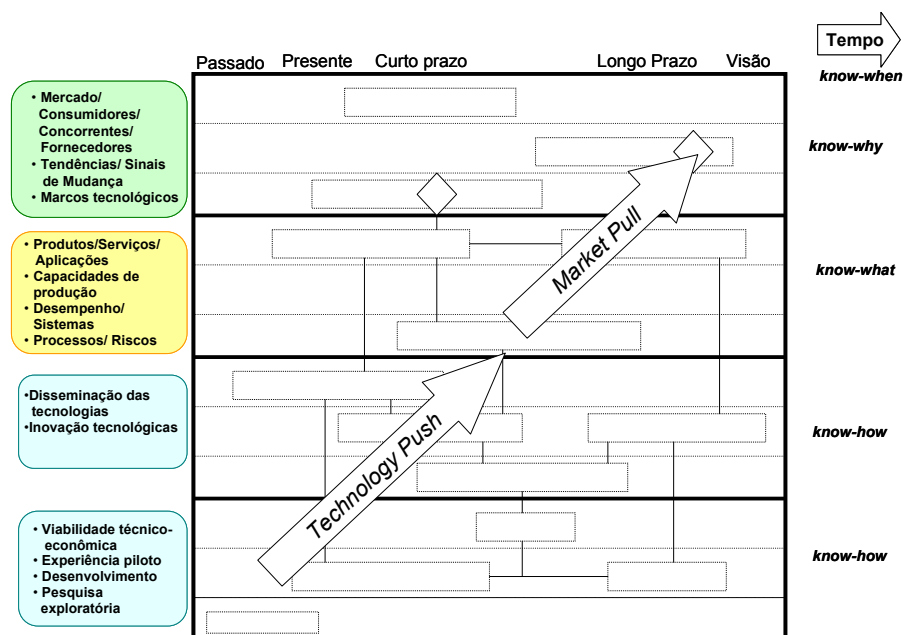 Tempo
Passado Presente Curto prazo Longo Prazo Visão
know-when
• Mercado/
Consumidores/
Concorrentes/
Fornecedores
• Tendências/ Sinais
de Mudança
• Marcos tecnológicos
know-why
Market Pull
• Produtos/Serviços/
Aplicações
• Capacidades de
produção
• Desempenho/
Sistemas
• Processos/ Riscos
know-what
Technology Push
•Disseminação das
tecnologias
•Inovação tecnológicas
know-how
• Viabilidade técnico-
econômica
• Experiência piloto
• Desenvolvimento
• Pesquisa
exploratória
know-how